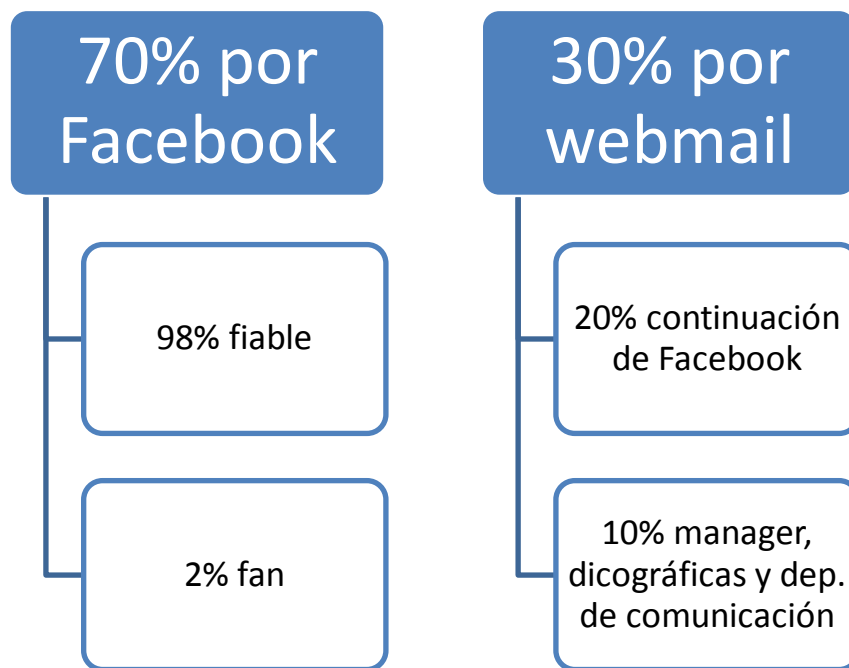 70% por
Facebook
98% fiable
2% fan
30% por
webmail
20% continuación
de Facebook
10% manager,
dicográficas y dep.
de comunicación